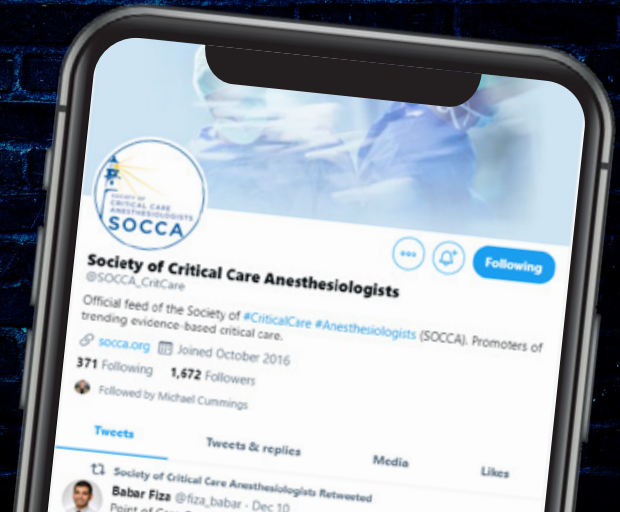 SOCIETY OF
CRITICAL CARE
ANESTHESIOLOGISTS
SOCCA
Following
Society of Critical Care Anesthesiologists
@SOCCA_CritCare
Official feed of the Society of #CriticalCare #Anesthesiologists (SOCCA). Promoters of
trending evidence-based critical care.
socca.org Joined October 2016
371 Following 1,672 Followers
Followed by Michael Cummings
Tweets Tweets & replies Media Likes
Society of Critical Care Anesthesiologists Retweeted
Babar Fiza @fiza_babar · Dec 10